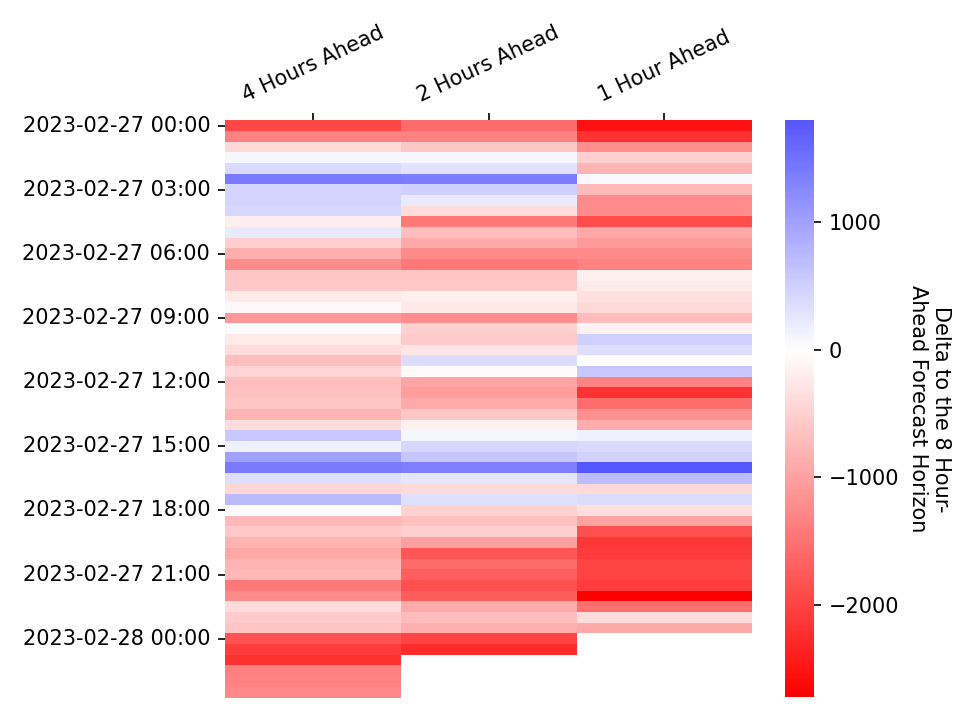 4 Hours Ahead
2 Hours Ahead
1 Hour Ahead
2023-02-27 00:00
2023-02-27 03:00
2023-02-27 06:00
2023-02-27 09:00
2023-02-27 12:00
2023-02-27 15:00
2023-02-27 18:00
2023-02-27 21:00
2023-02-28 00:00
1000
0
−1000
−2000
Delta to the 8 Hour-
Ahead Forecast Horizon